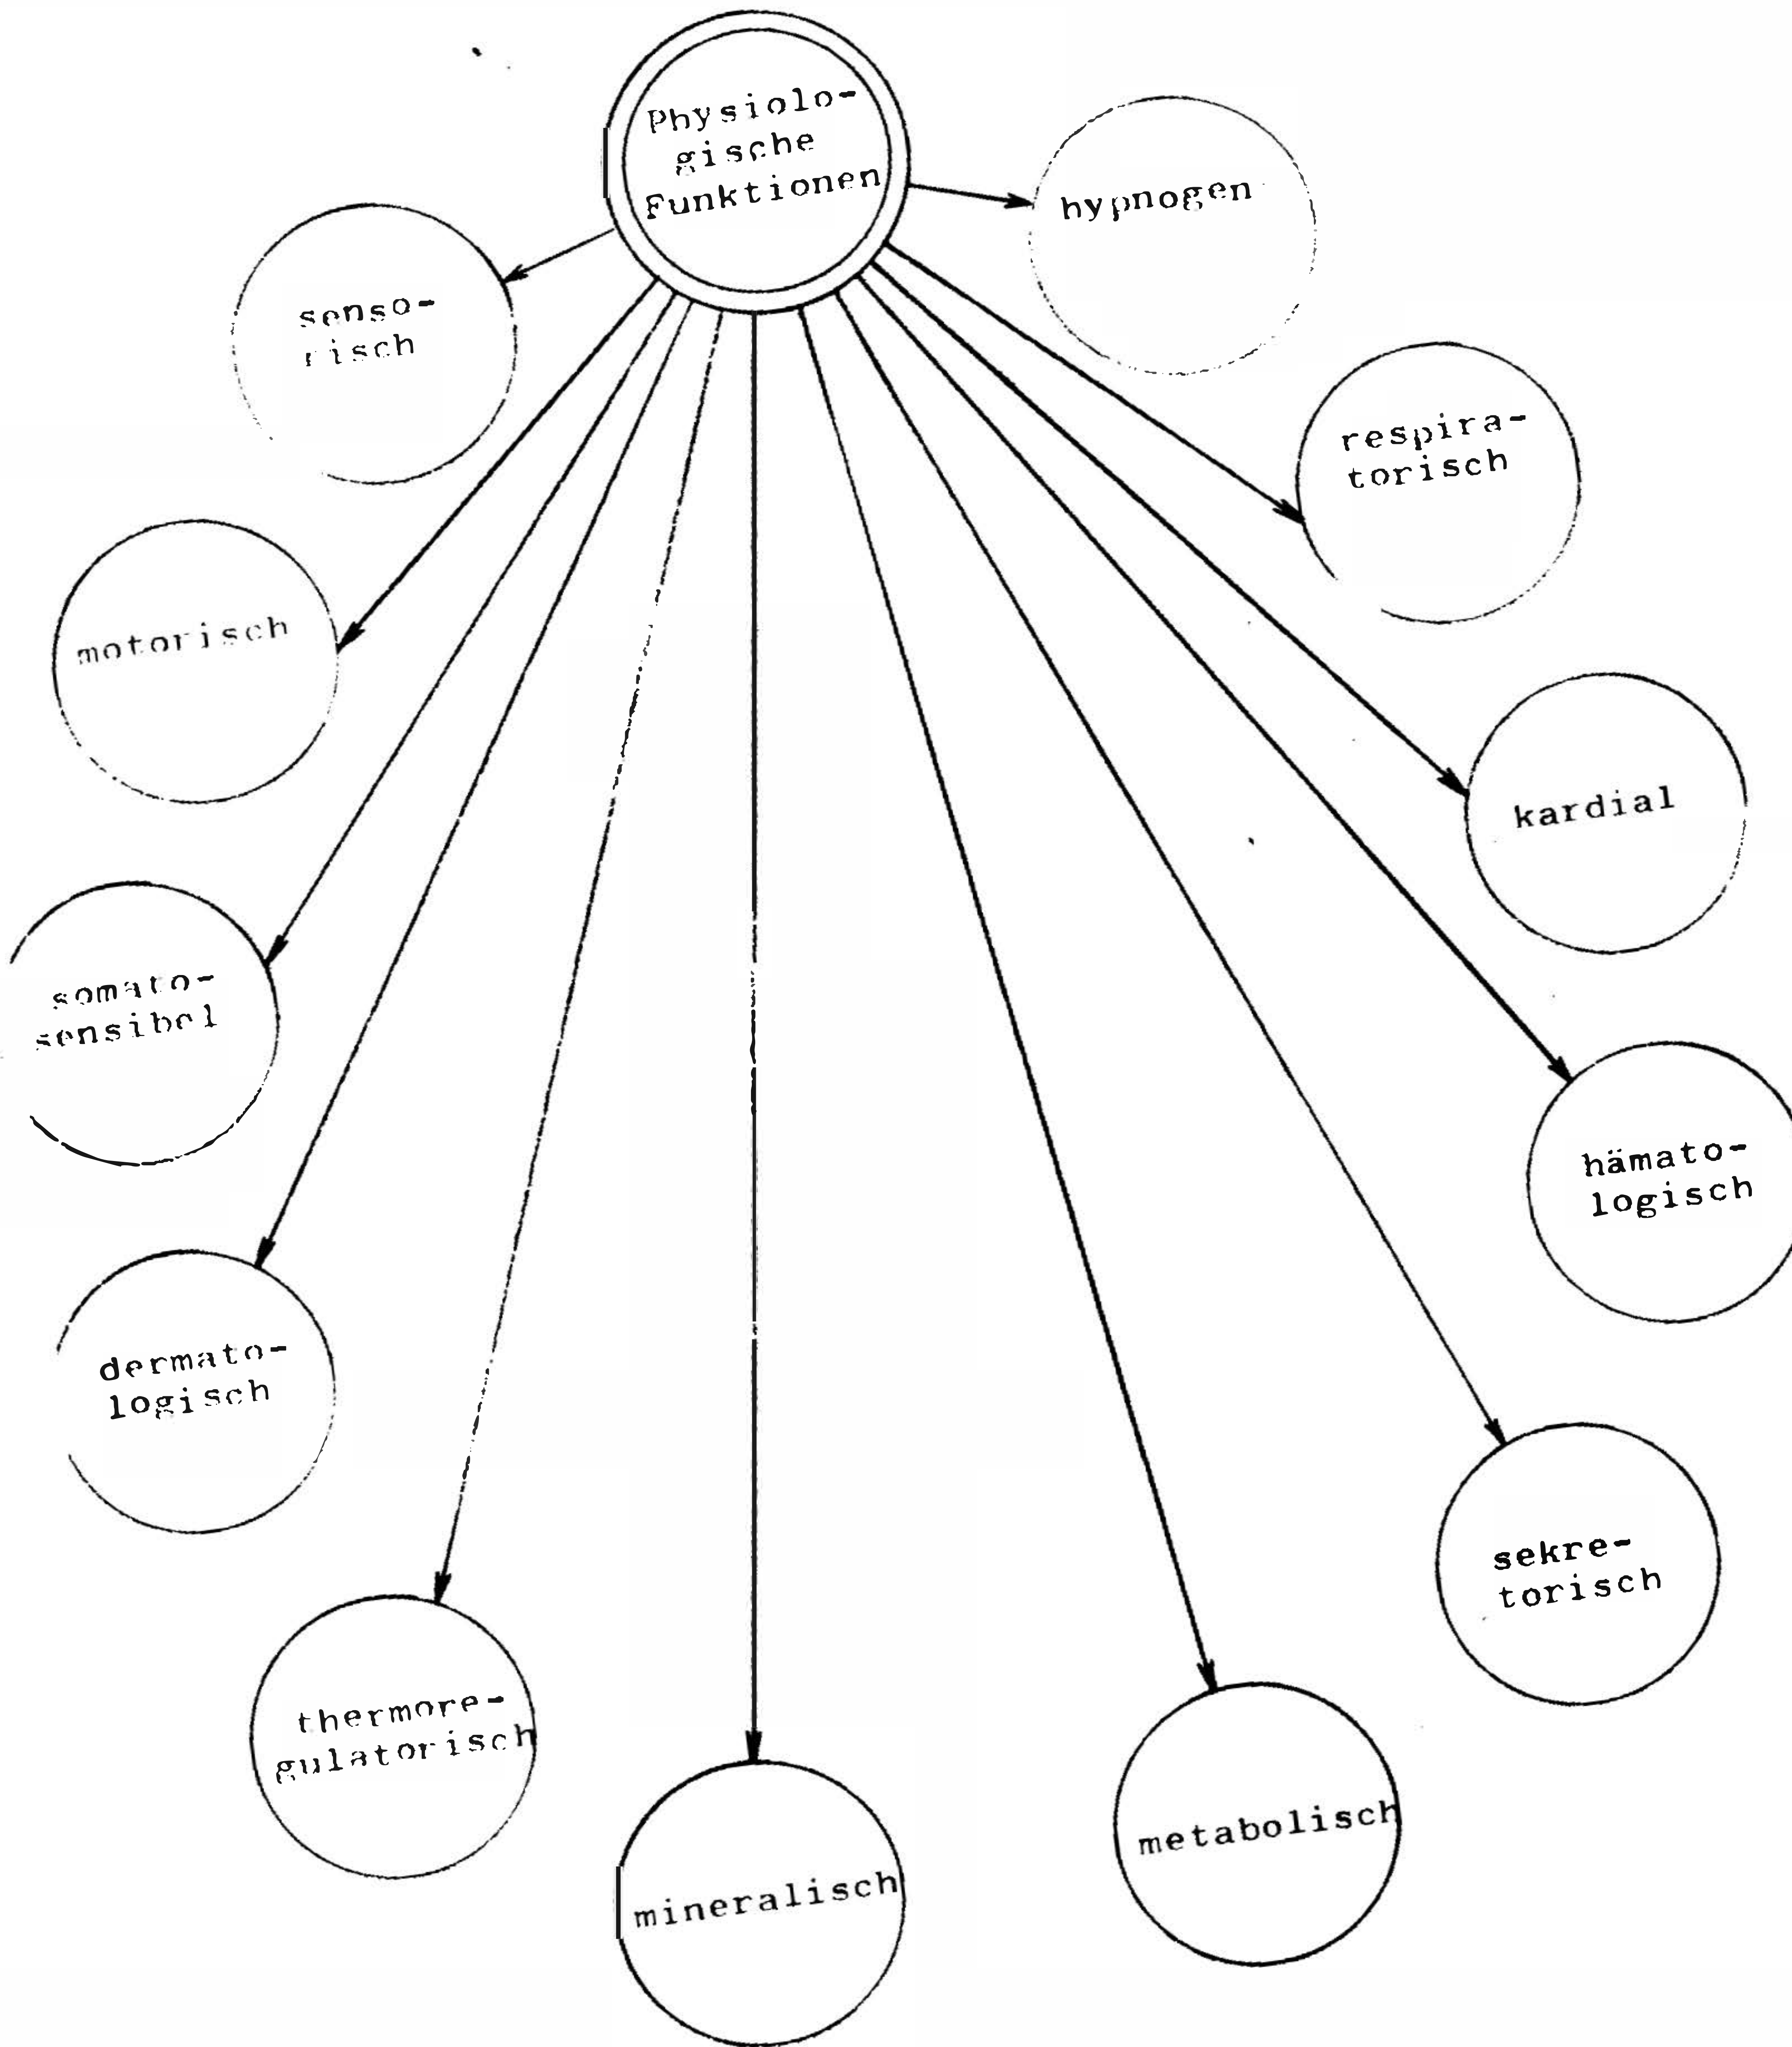 Physiolo-
gische
Funktionen
hypnogen
senso-
risch
respira-
torisch
motorisch
kardial
somato-
sensibel
hämato-
logisch
dermato-
logisch
sekre-
torisch
thermore-
gulatorisch
metabolisch
mineralisch